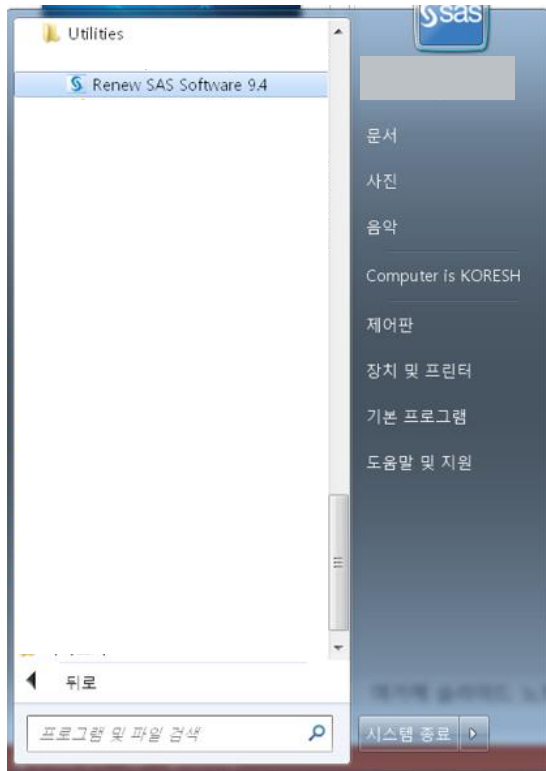 Utilities
Renew SAS Software 9.4
뒤로
프로그램 및 파일 검색
sas
문서
사진
음악
Computer is KORESH
제어판
장치 및 프린터
기본 프로그램
도움말 및 지원
시스템 종료